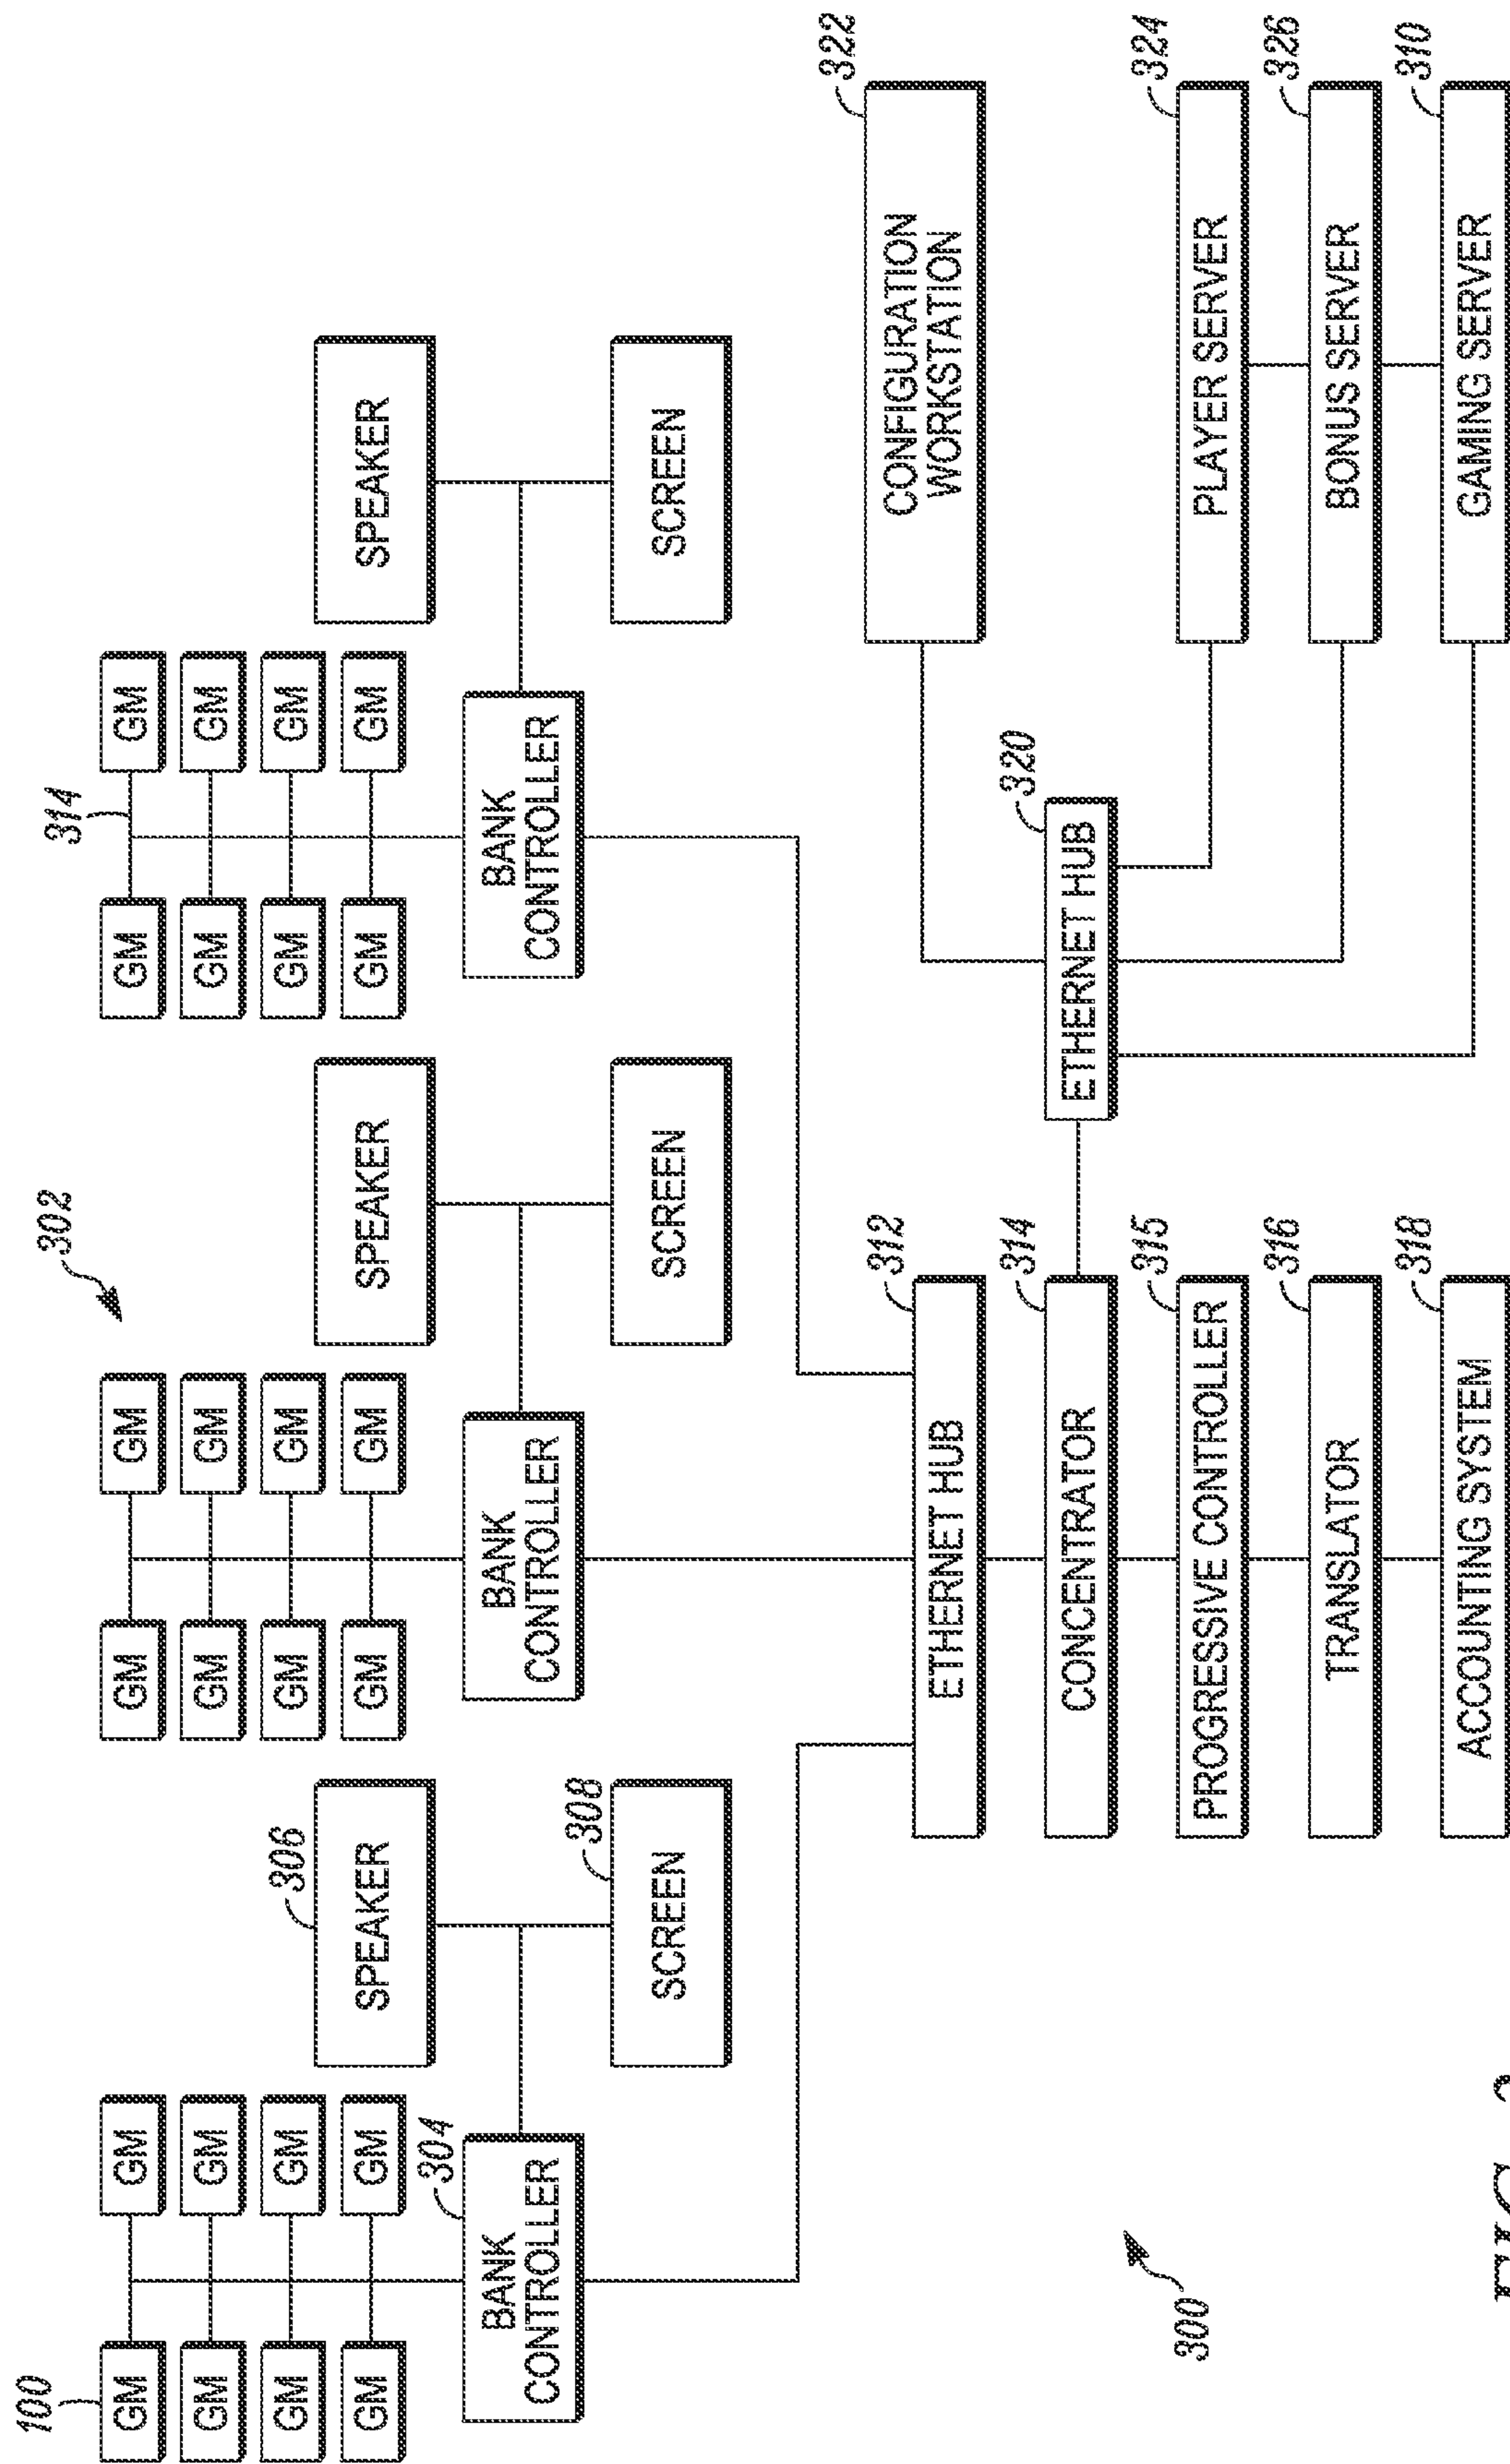 302
314
100
GM
GM
GM
GM
GM
GM
GM
GM
304
BANK
CONTROLLER
306
SPEAKER
308
SCREEN
GM
GM
GM
GM
GM
GM
GM
GM
BANK
CONTROLLER
SPEAKER
SCREEN
GM
GM
GM
GM
GM
GM
GM
GM
BANK
CONTROLLER
SPEAKER
SCREEN
312
ETHERNET HUB
314
CONCENTRATOR
315
PROGRESSIVE CONTROLLER
316
TRANSLATOR
318
ACCOUNTING SYSTEM
320
ETHERNET HUB
322
CONFIGURATION
WORKSTATION
324
PLAYER SERVER
326
BONUS SERVER
310
GAMING SERVER
300